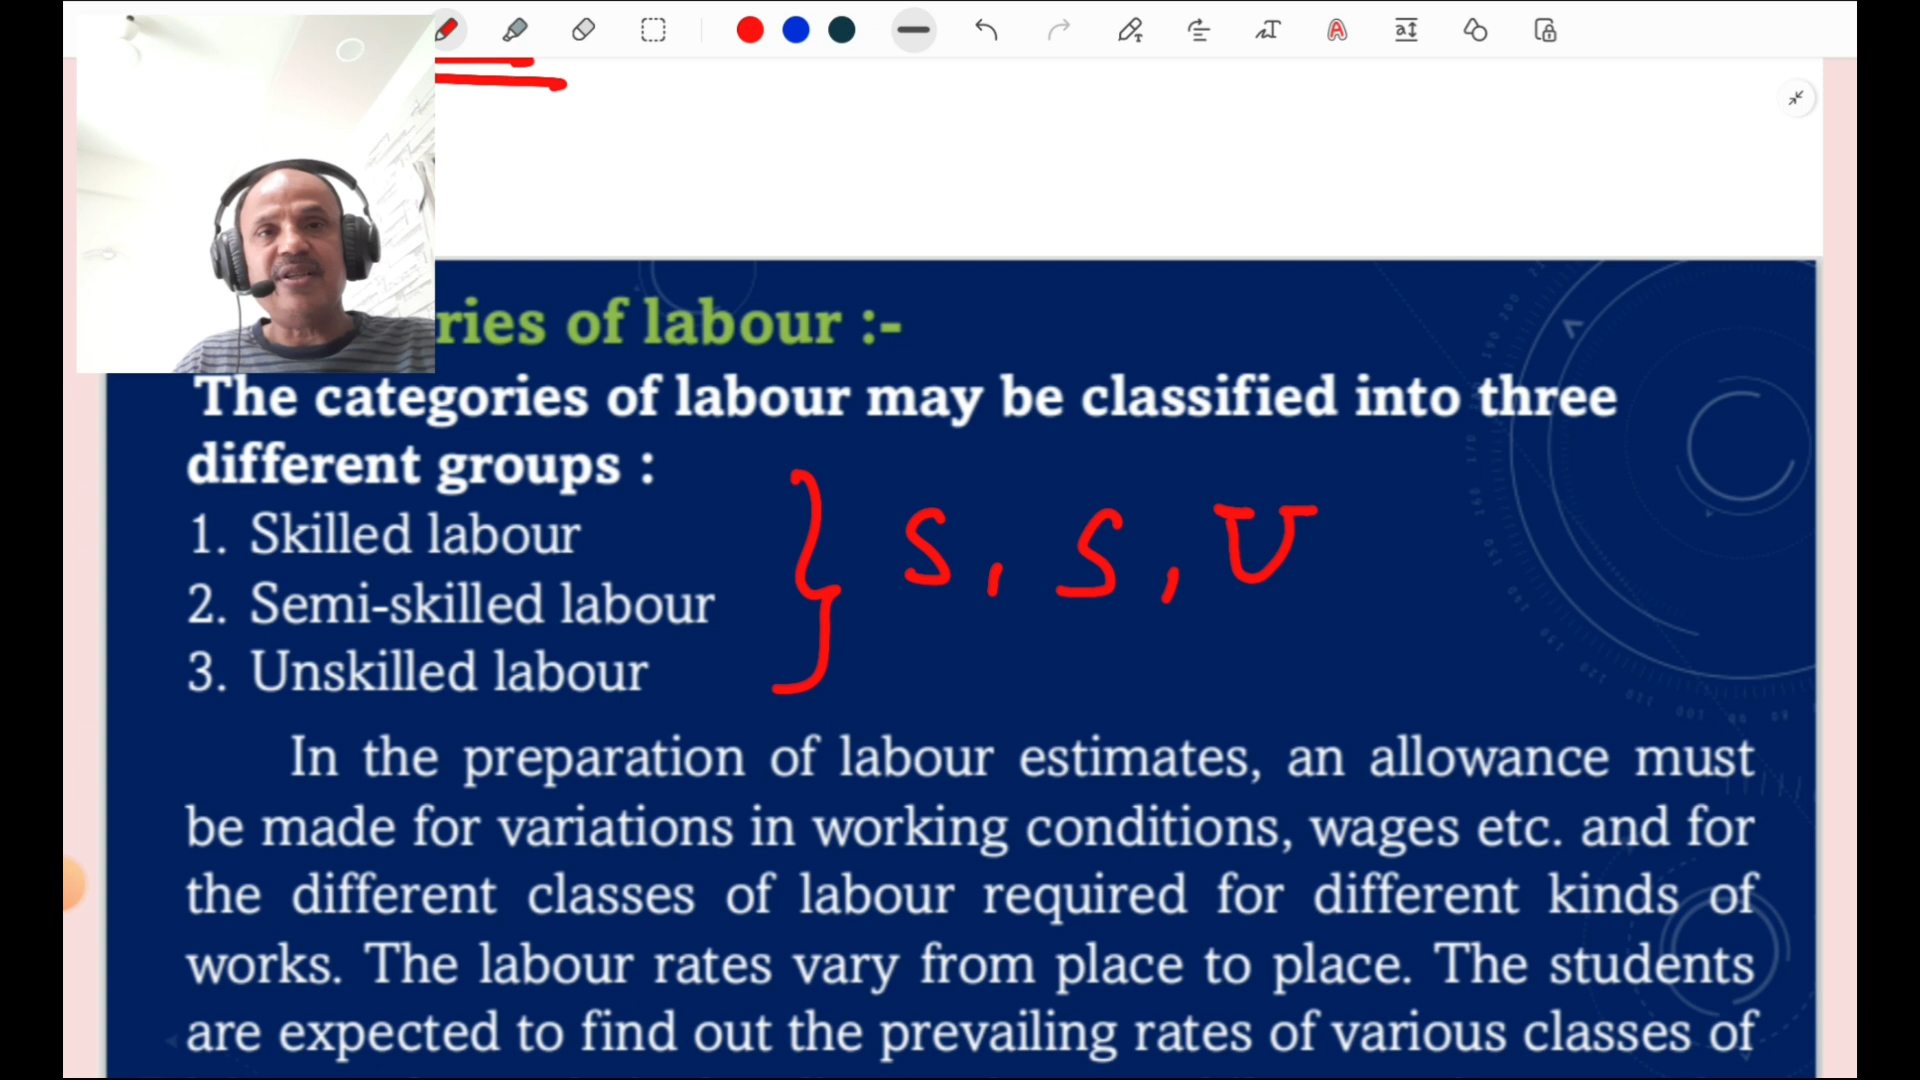 ries of labour :-
The categories of labour may be classified into three
different groups :
1. Skilled labour
2. Semi-skilled labour
3. Unskilled labour
S, S, U
In the preparation of labour estimates, an allowance must
be made for variations in working conditions, wages etc. and for
the different classes of labour required for different kinds of
works. The labour rates vary from place to place. The students
are expected to find out the prevailing rates of various classes of